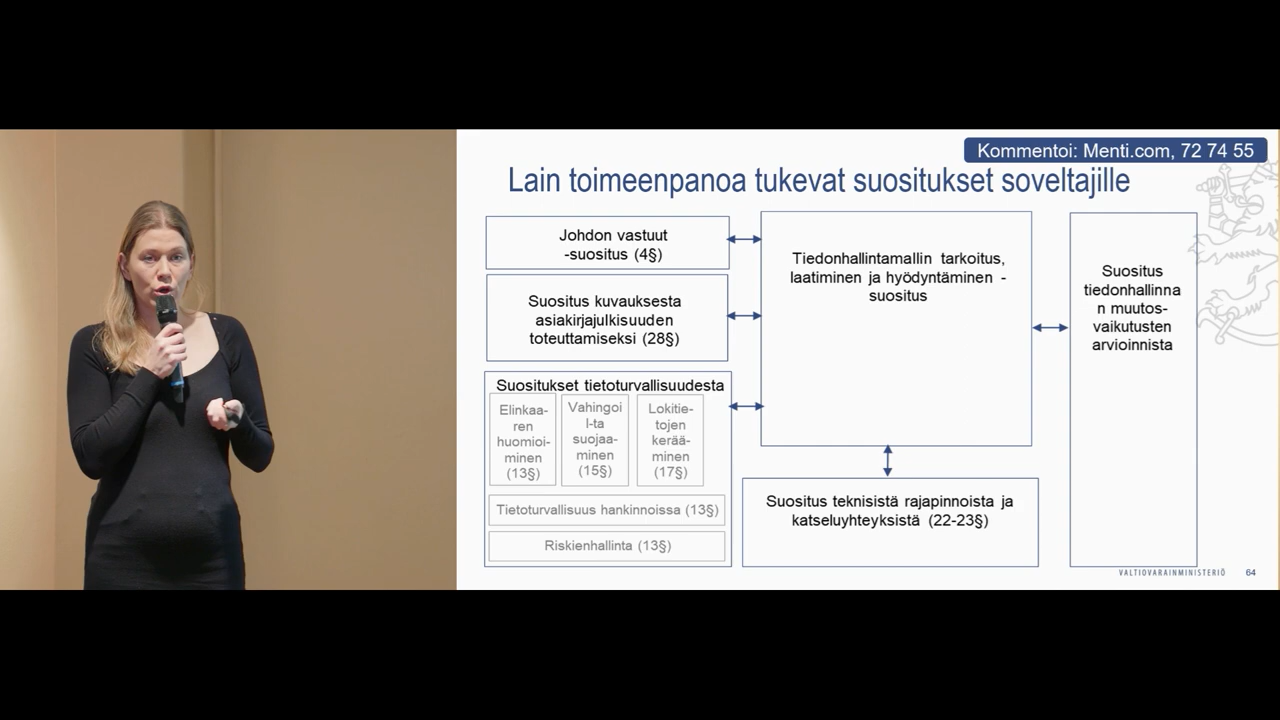 Kommentoi: Menti.com, 72 74 55
Lain toimeenpanoa tukevat suositukset soveltajille
Johdon vastuut
-suositus (4§)
Suositus kuvauksesta
asiakirjajulkisuuden
toteuttamiseksi (28§)
Suositukset tietoturvallisuudesta
Elinkaa-
ren
huomioi-
minen
(13§)
Vahingoi
l-ta
suojaa-
minen
(15§)
Lokitie-
tojen
kerää-
minen
(17§)
Tietoturvallisuus hankinnoissa (13§)
Riskienhallinta (13§)
Tiedonhallintamallin tarkoitus,
laatiminen ja hyödyntäminen -
suositus
Suositus teknisistä rajapinnoista ja
katseluyhteyksistä (22-23§)
Suositus
tiedonhallinna
n muutos-
vaikutusten
arvioinnista
VALTIOVARAINMINISTERIÖ
64